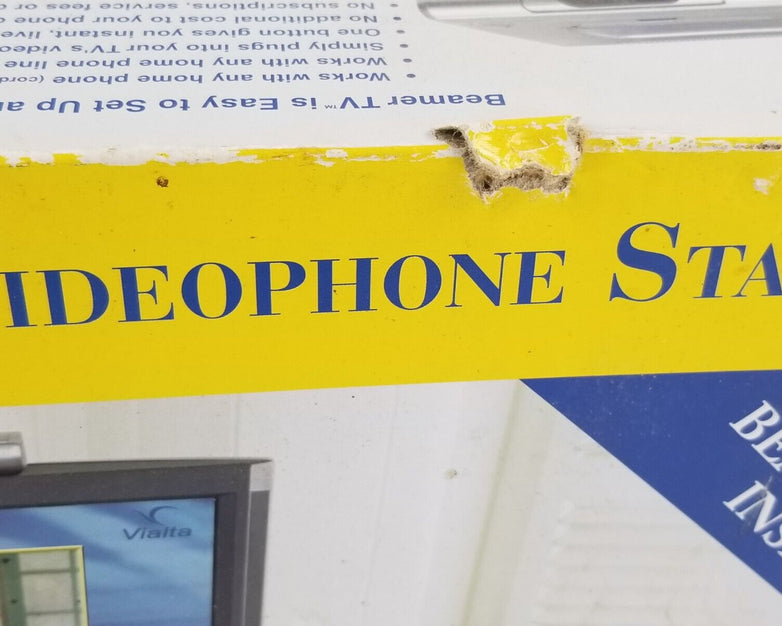 Beamer TV™ is Easy to Set Up
Works with any home phone
Works with any home phone line
Simply plugs into your TV's video
One button gives you instant, live,
No additional cost to your phone
No subscriptions, service fees or
IDEOPHONE STA
BE
INS
Vialta